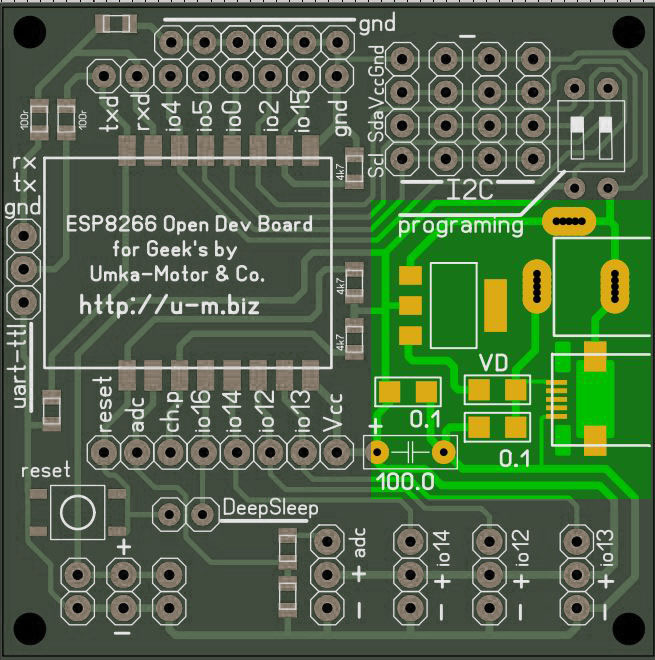 gnd
−
txd
rxd
io4
io5
io0
io2
io15
gnd
Scl Sda Vcc Gnd
100r
100r
rx
tx
gnd
4k7
I2C
programing
ESP8266 Open Dev Board
for Geek's by
Umka-Motor & Co.
http://u-m.biz
4k7
4k7
uart-ttl
VD
0.1
0.1
+
100.0
reset
adc
ch.p
io16
io14
io12
io13
Vcc
reset
DeepSleep
+
−
adc
+
−
io14
+
−
io12
+
−
io13
+
−